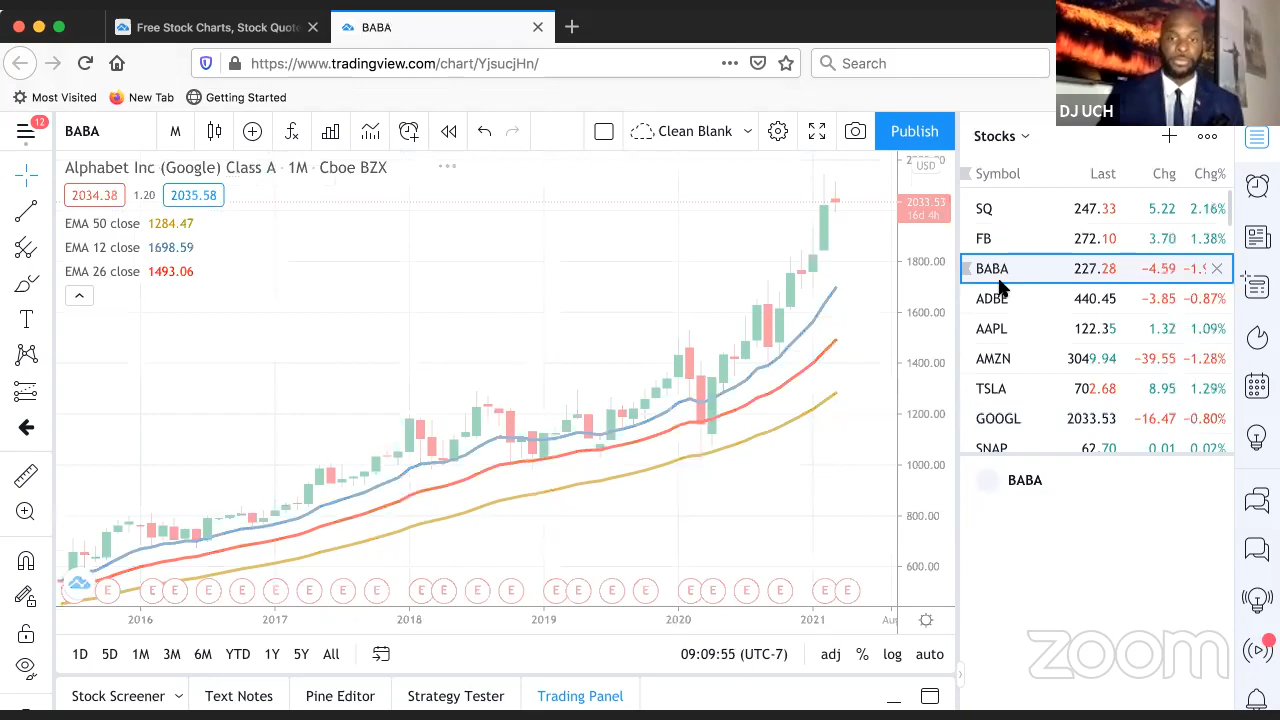 Free Stock Charts, Stock Quote
BABA
https://www.tradingview.com/chart/YjsucjHn/
Search
Most Visited
New Tab
Getting Started
DJ UCH
12
BABA
M
Clean Blank
Publish
Stocks
Alphabet Inc (Google) Class A · 1M · Cboe BZX
USD
2034.38
1.20
2035.58
EMA 50 close 1284.47
EMA 12 close 1698.59
EMA 26 close 1493.06
2033.53
16d 4h
1800.00
1600.00
1400.00
1200.00
1000.00
800.00
600.00
E E E E E E E E E E E E E E E E E E E E E E
2016 2017 2018 2019 2020 2021
1D 5D 1M 3M 6M YTD 1Y 5Y All
09:09:55 (UTC-7)
adj % log auto
Stock Screener
Text Notes
Pine Editor
Strategy Tester
Trading Panel
Symbol Last Chg Chg%
SQ 247.33 5.22 2.16%
FB 272.10 3.70 1.38%
BABA 227.28 −4.59
ADBE 440.45 −3.85 −0.87%
AAPL 122.35 1.32 1.09%
AMZN 3049.94 −39.55 −1.28%
TSLA 702.68 8.95 1.29%
GOOGL 2033.53 −16.47 −0.80%
SNAP 62.70 0.01 0.02%
BABA
zoom